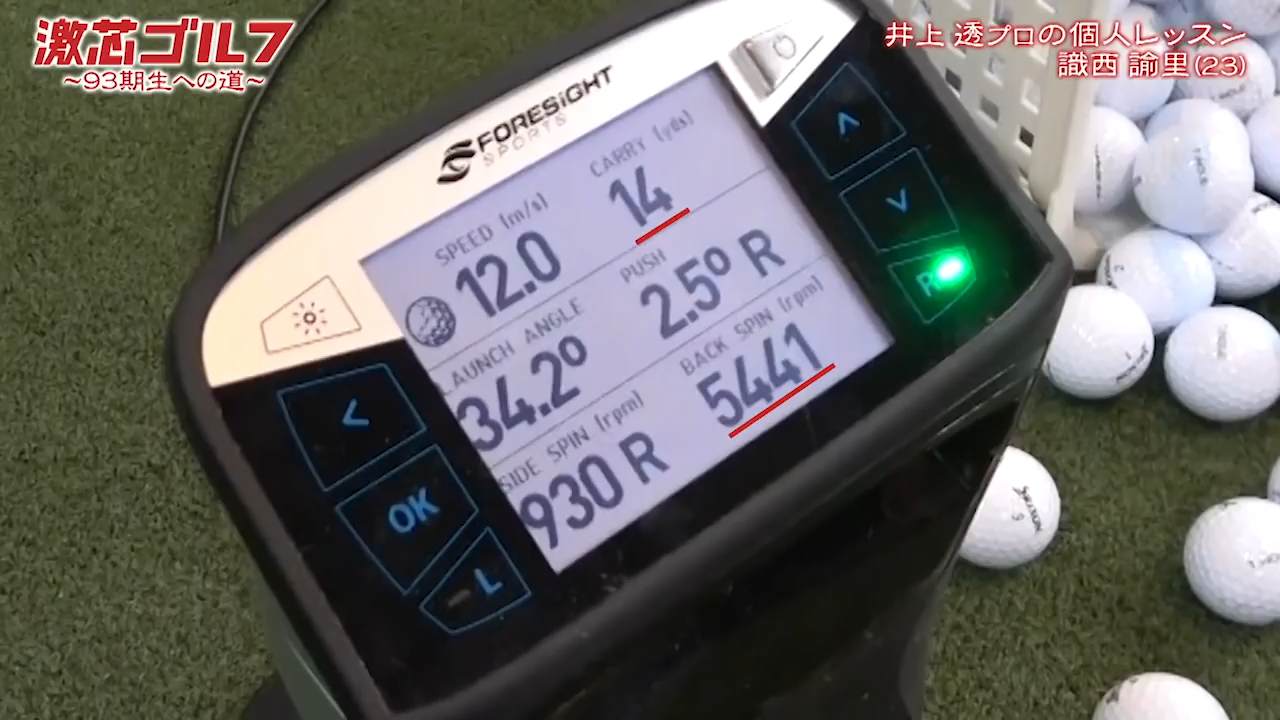 激芯ゴルフ
~93期生への道~
井上 透プロの個人レッスン
識西 諭里(23)
FORESIGHT
SPORTS
SPEED (m/s)
12.0
CARRY (yds)
14
LAUNCH ANGLE
34.2º
PUSH
2.5º R
SIDE SPIN (rpm)
930 R
BACK SPIN (rpm)
5441
<
OK
L
^
v
R